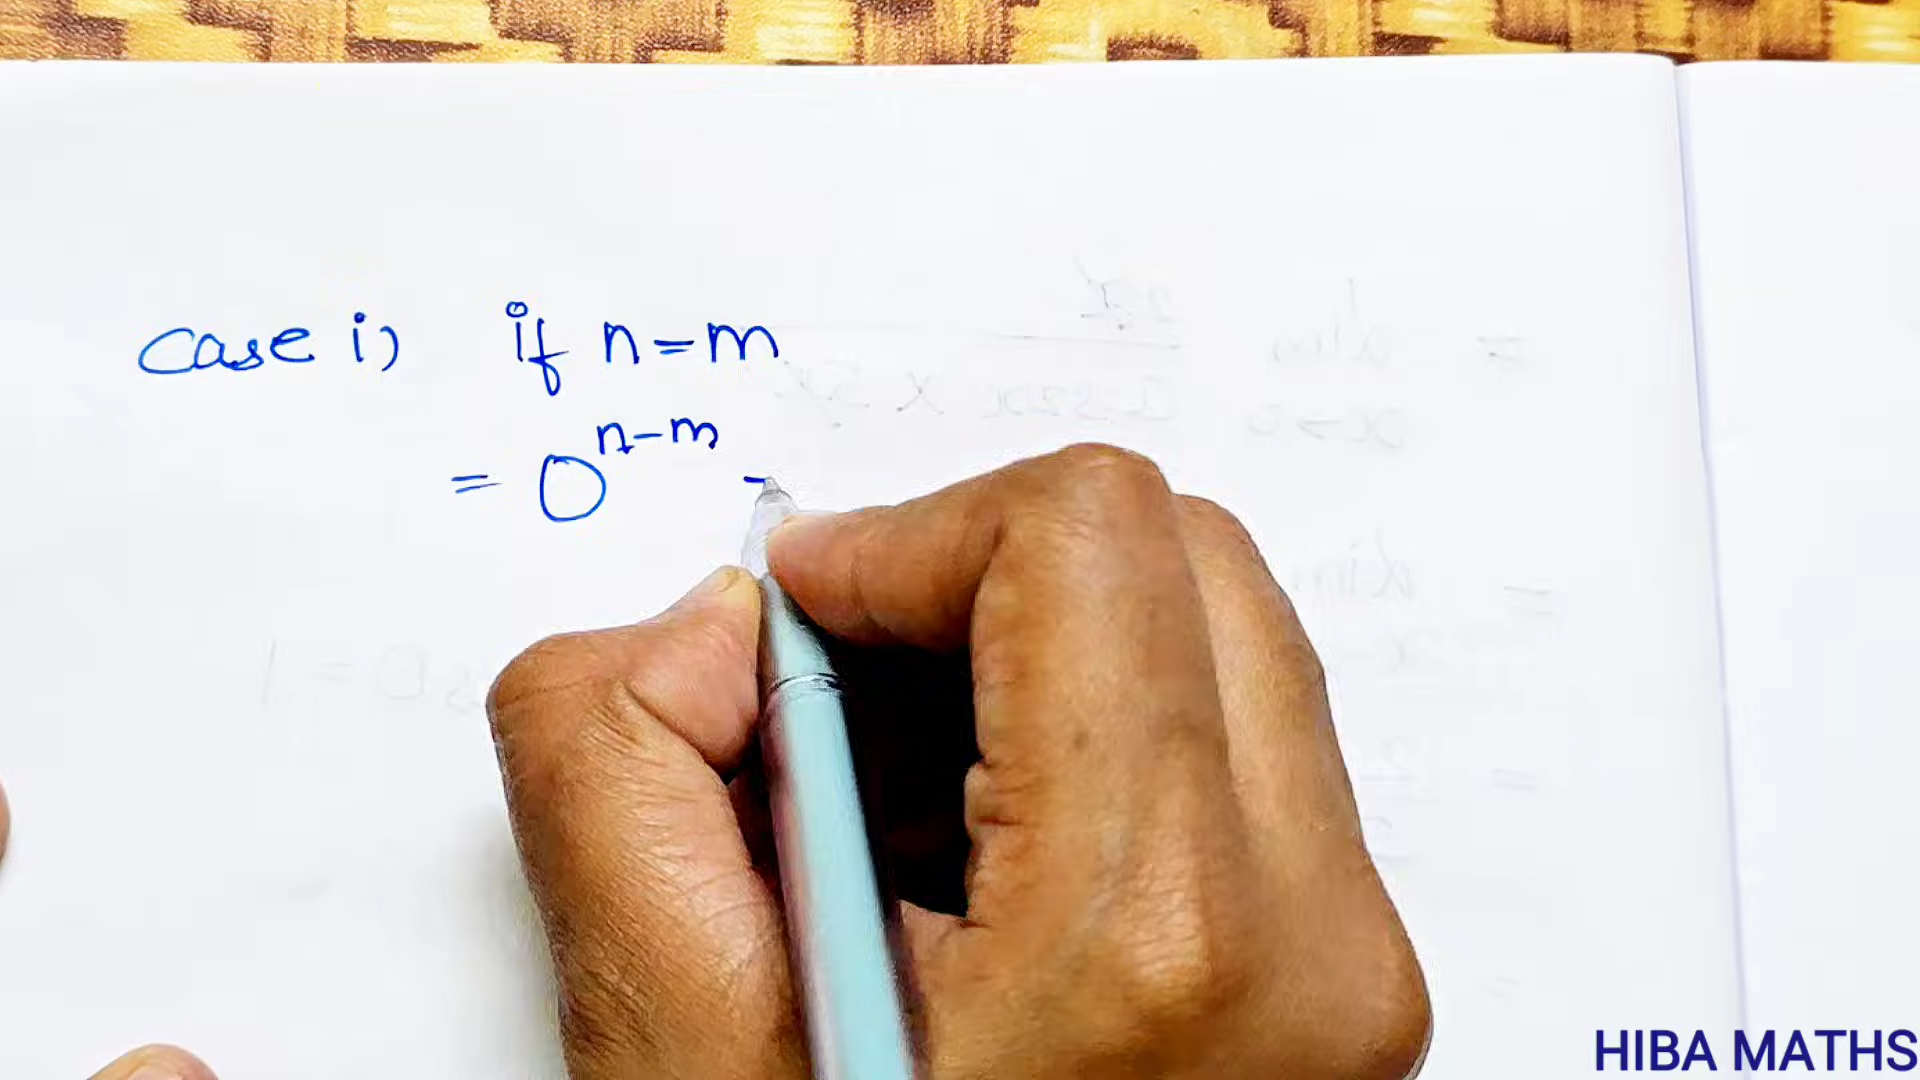 case i) if n=m
= 0^{n-m} -
HIBA MATHS